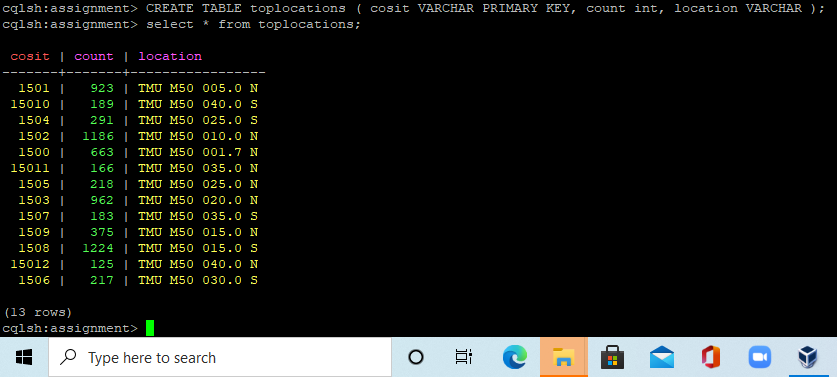 cqlsh:assignment> CREATE TABLE toplocations ( cosit VARCHAR PRIMARY KEY, count int, location VARCHAR );
cqlsh:assignment> select * from toplocations;
cosit | count | location
-------+-------+-----------------
1501 | 923 | TMU M50 005.0 N
15010 | 189 | TMU M50 040.0 S
1504 | 291 | TMU M50 025.0 S
1502 | 1186 | TMU M50 010.0 N
1500 | 663 | TMU M50 001.7 N
15011 | 166 | TMU M50 035.0 N
1505 | 218 | TMU M50 025.0 N
1503 | 962 | TMU M50 020.0 N
1507 | 183 | TMU M50 035.0 S
1509 | 375 | TMU M50 015.0 N
1508 | 1224 | TMU M50 015.0 S
15012 | 125 | TMU M50 040.0 N
1506 | 217 | TMU M50 030.0 S
(13 rows)
cqlsh:assignment>
Type here to search